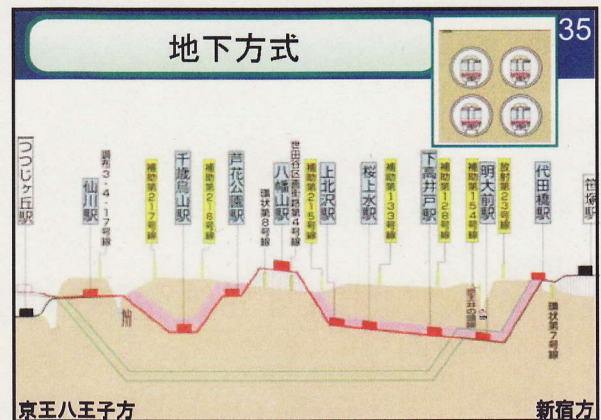 地下方式
35
つつじヶ丘駅
調布3・4・17号線
仙川駅
補助第217号線
千歳烏山駅
補助第216号線
芦花公園駅
環状第8号線
八幡山駅
世田谷区画街路第4号線
補助第215号線
上北沢駅
桜上水駅
補助第133号線
下高井戸駅
補助第128号線
補助第154号線
明大前駅
放射第23号線
代田橋駅
笹塚駅
仙川
環状第7号線
京王八王子方
新宿方